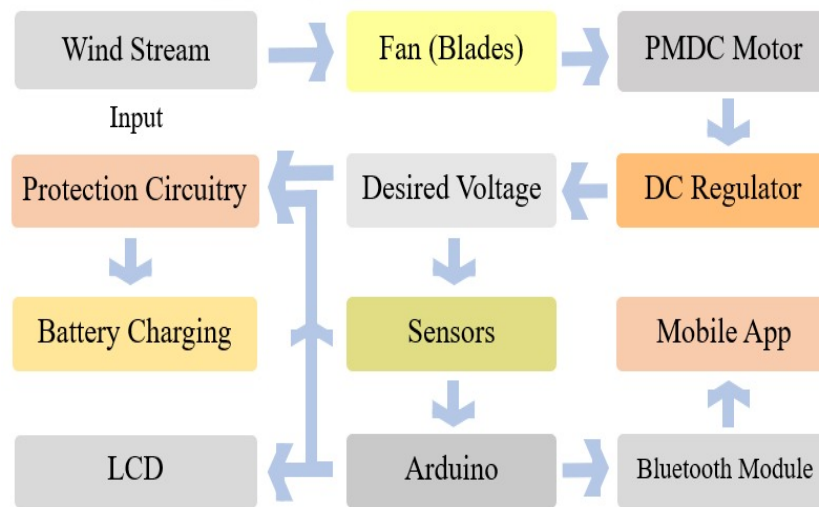 Wind Stream
Fan (Blades)
PMDC Motor
Input
Protection Circuitry
Desired Voltage
DC Regulator
Battery Charging
Sensors
Mobile App
LCD
Arduino
Bluetooth Module